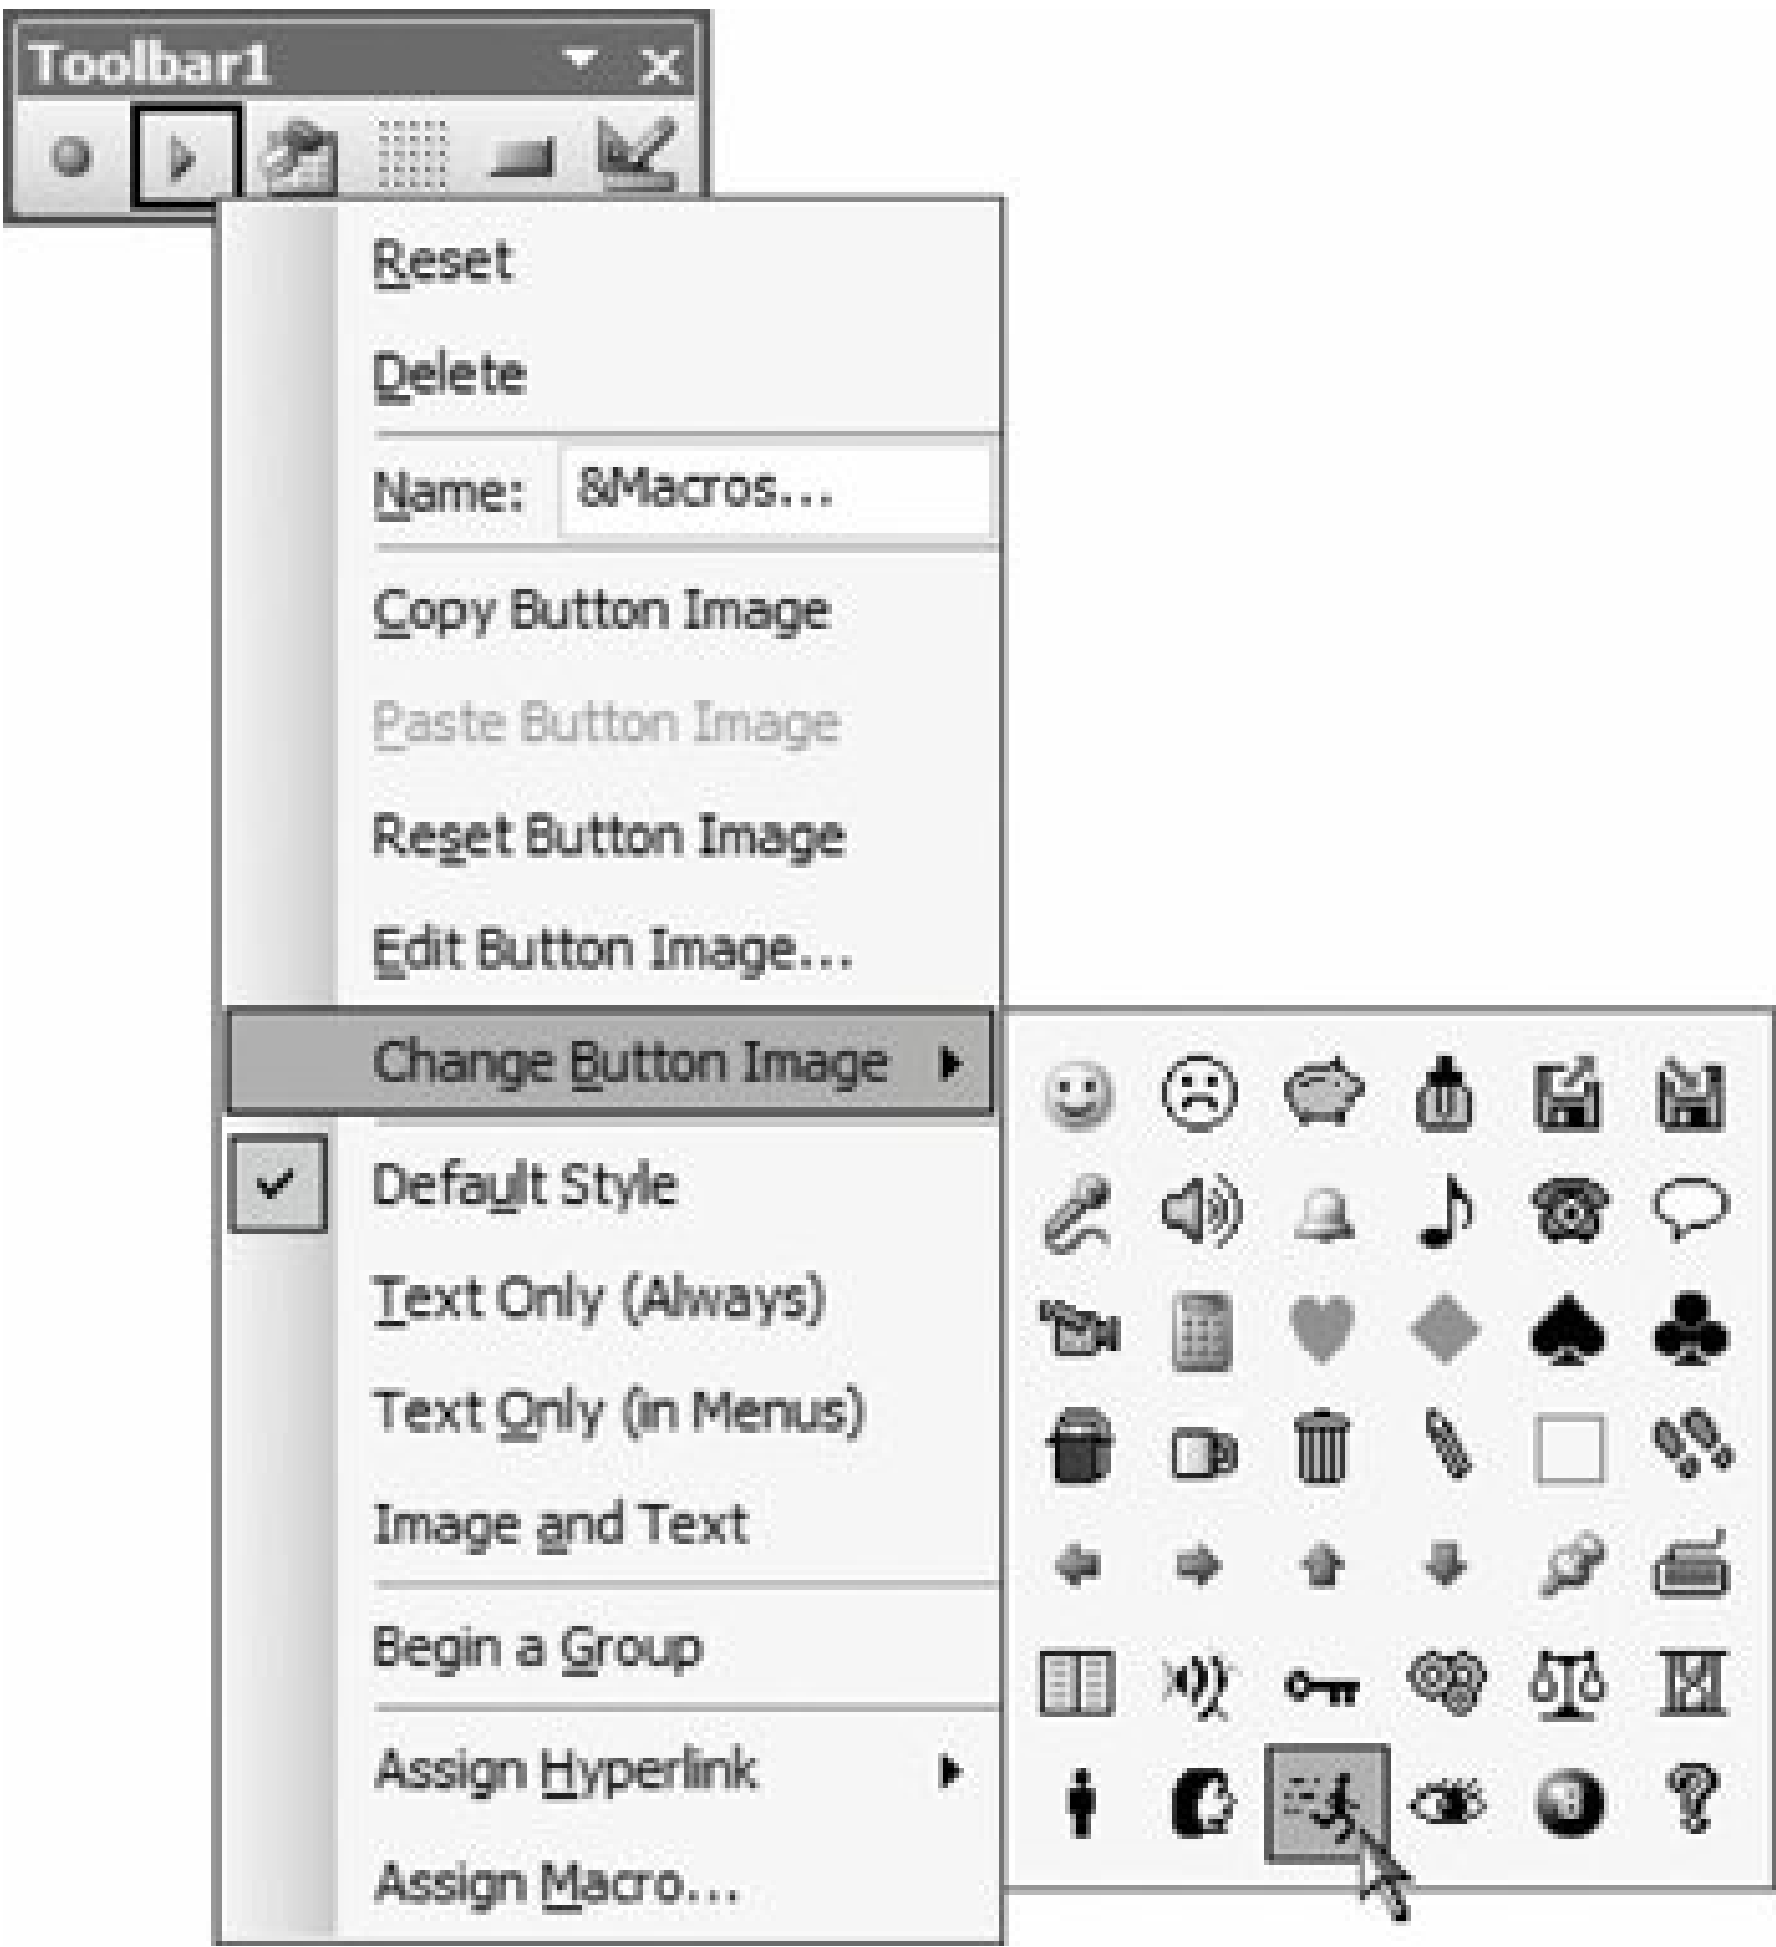 Toolbar1
Reset
Delete
Name: &Macros...
Copy Button Image
Paste Button Image
Reset Button Image
Edit Button Image...
Change Button Image
Default Style
Text Only (Always)
Text Only (in Menus)
Image and Text
Begin a Group
Assign Hyperlink
Assign Macro...